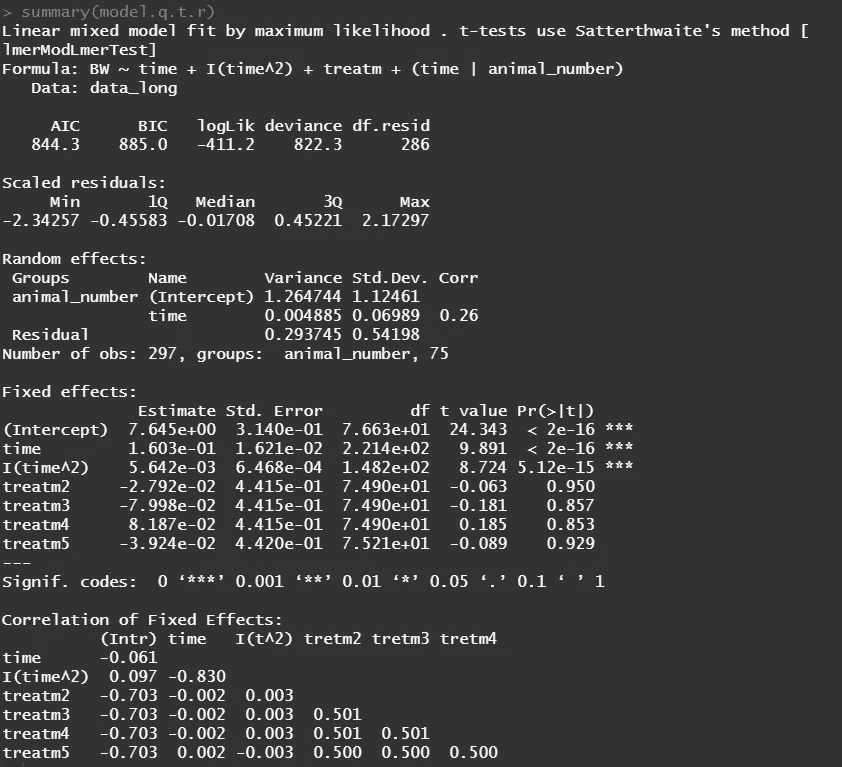 > summary(model.q.t.r)
Linear mixed model fit by maximum likelihood . t-tests use Satterthwaite's method [
lmerModLmerTest]
Formula: BW ~ time + I(time^2) + treatm + (time | animal_number)
   Data: data_long

     AIC      BIC   logLik deviance df.resid
   844.3    885.0   -411.2    822.3      286

Scaled residuals:
     Min       1Q   Median       3Q      Max
-2.34257 -0.45583 -0.01708  0.45221  2.17297

Random effects:
 Groups        Name        Variance Std.Dev. Corr
 animal_number (Intercept) 1.264744 1.12461
               time        0.004885 0.06989  0.26
 Residual                  0.293745 0.54198
Number of obs: 297, groups:  animal_number, 75

Fixed effects:
              Estimate Std. Error         df t value Pr(>|t|)
(Intercept)  7.645e+00  3.140e-01  7.663e+01  24.343  < 2e-16 ***
time         1.603e-01  1.621e-02  2.214e+02   9.891  < 2e-16 ***
I(time^2)    5.642e-03  6.468e-04  1.482e+02   8.724 5.12e-15 ***
treatm2     -2.792e-02  4.415e-01  7.490e+01  -0.063    0.950
treatm3     -7.998e-02  4.415e-01  7.490e+01  -0.181    0.857
treatm4      8.187e-02  4.415e-01  7.490e+01   0.185    0.853
treatm5     -3.924e-02  4.420e-01  7.521e+01  -0.089    0.929
---
Signif. codes:  0 ‘***’ 0.001 ‘**’ 0.01 ‘*’ 0.05 ‘.’ 0.1 ‘ ’ 1

Correlation of Fixed Effects:
          (Intr) time   I(t^2) tretm2 tretm3 tretm4
time      -0.061
I(time^2)  0.097 -0.830
treatm2   -0.703 -0.002  0.003
treatm3   -0.703 -0.002  0.003  0.501
treatm4   -0.703 -0.002  0.003  0.501  0.501
treatm5   -0.703  0.002 -0.003  0.500  0.500  0.500